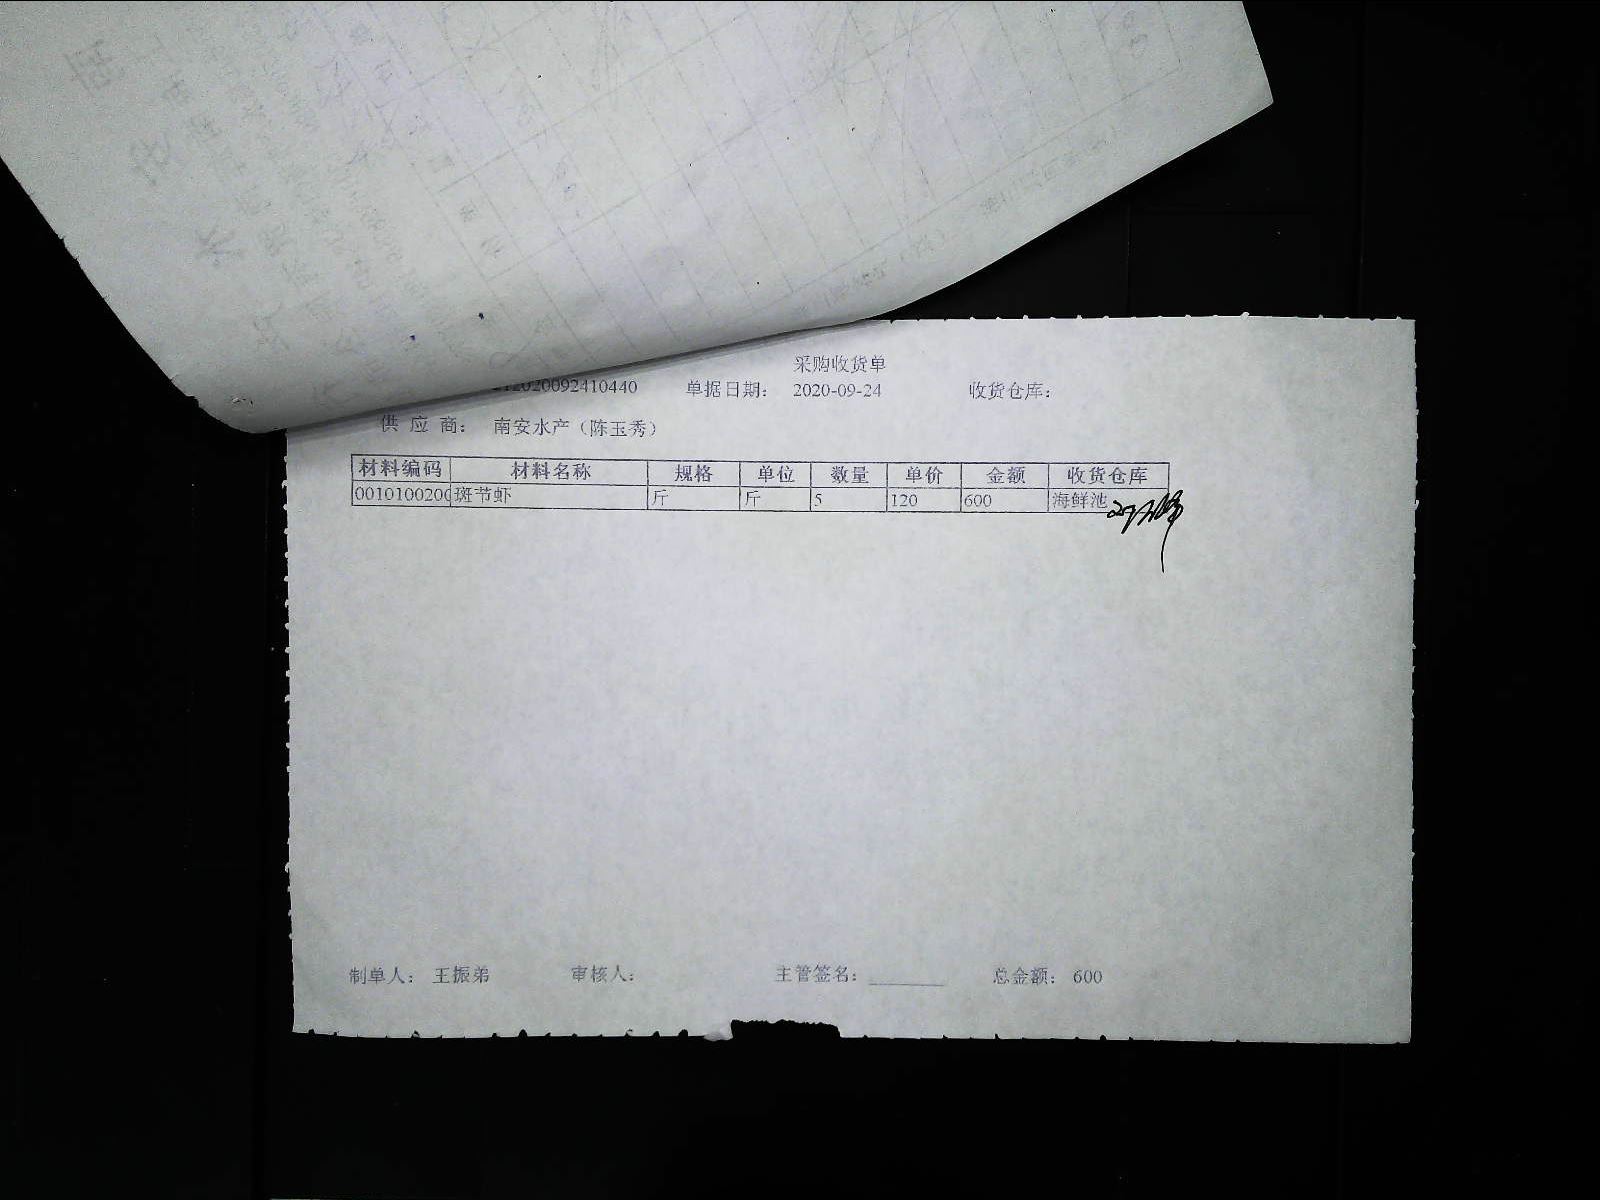 采购收货单
2020092410440 单据日期: 2020-09-24 收货仓库:
供 应 商: 南安水产(陈玉秀)
材料编码 材料名称 规格 单位 数量 单价 金额 收货仓库
0010100200 斑节虾 斤 斤 5 120 600 海鲜池
制单人: 王振弟 审核人: 主管签名: ________ 总金额: 600